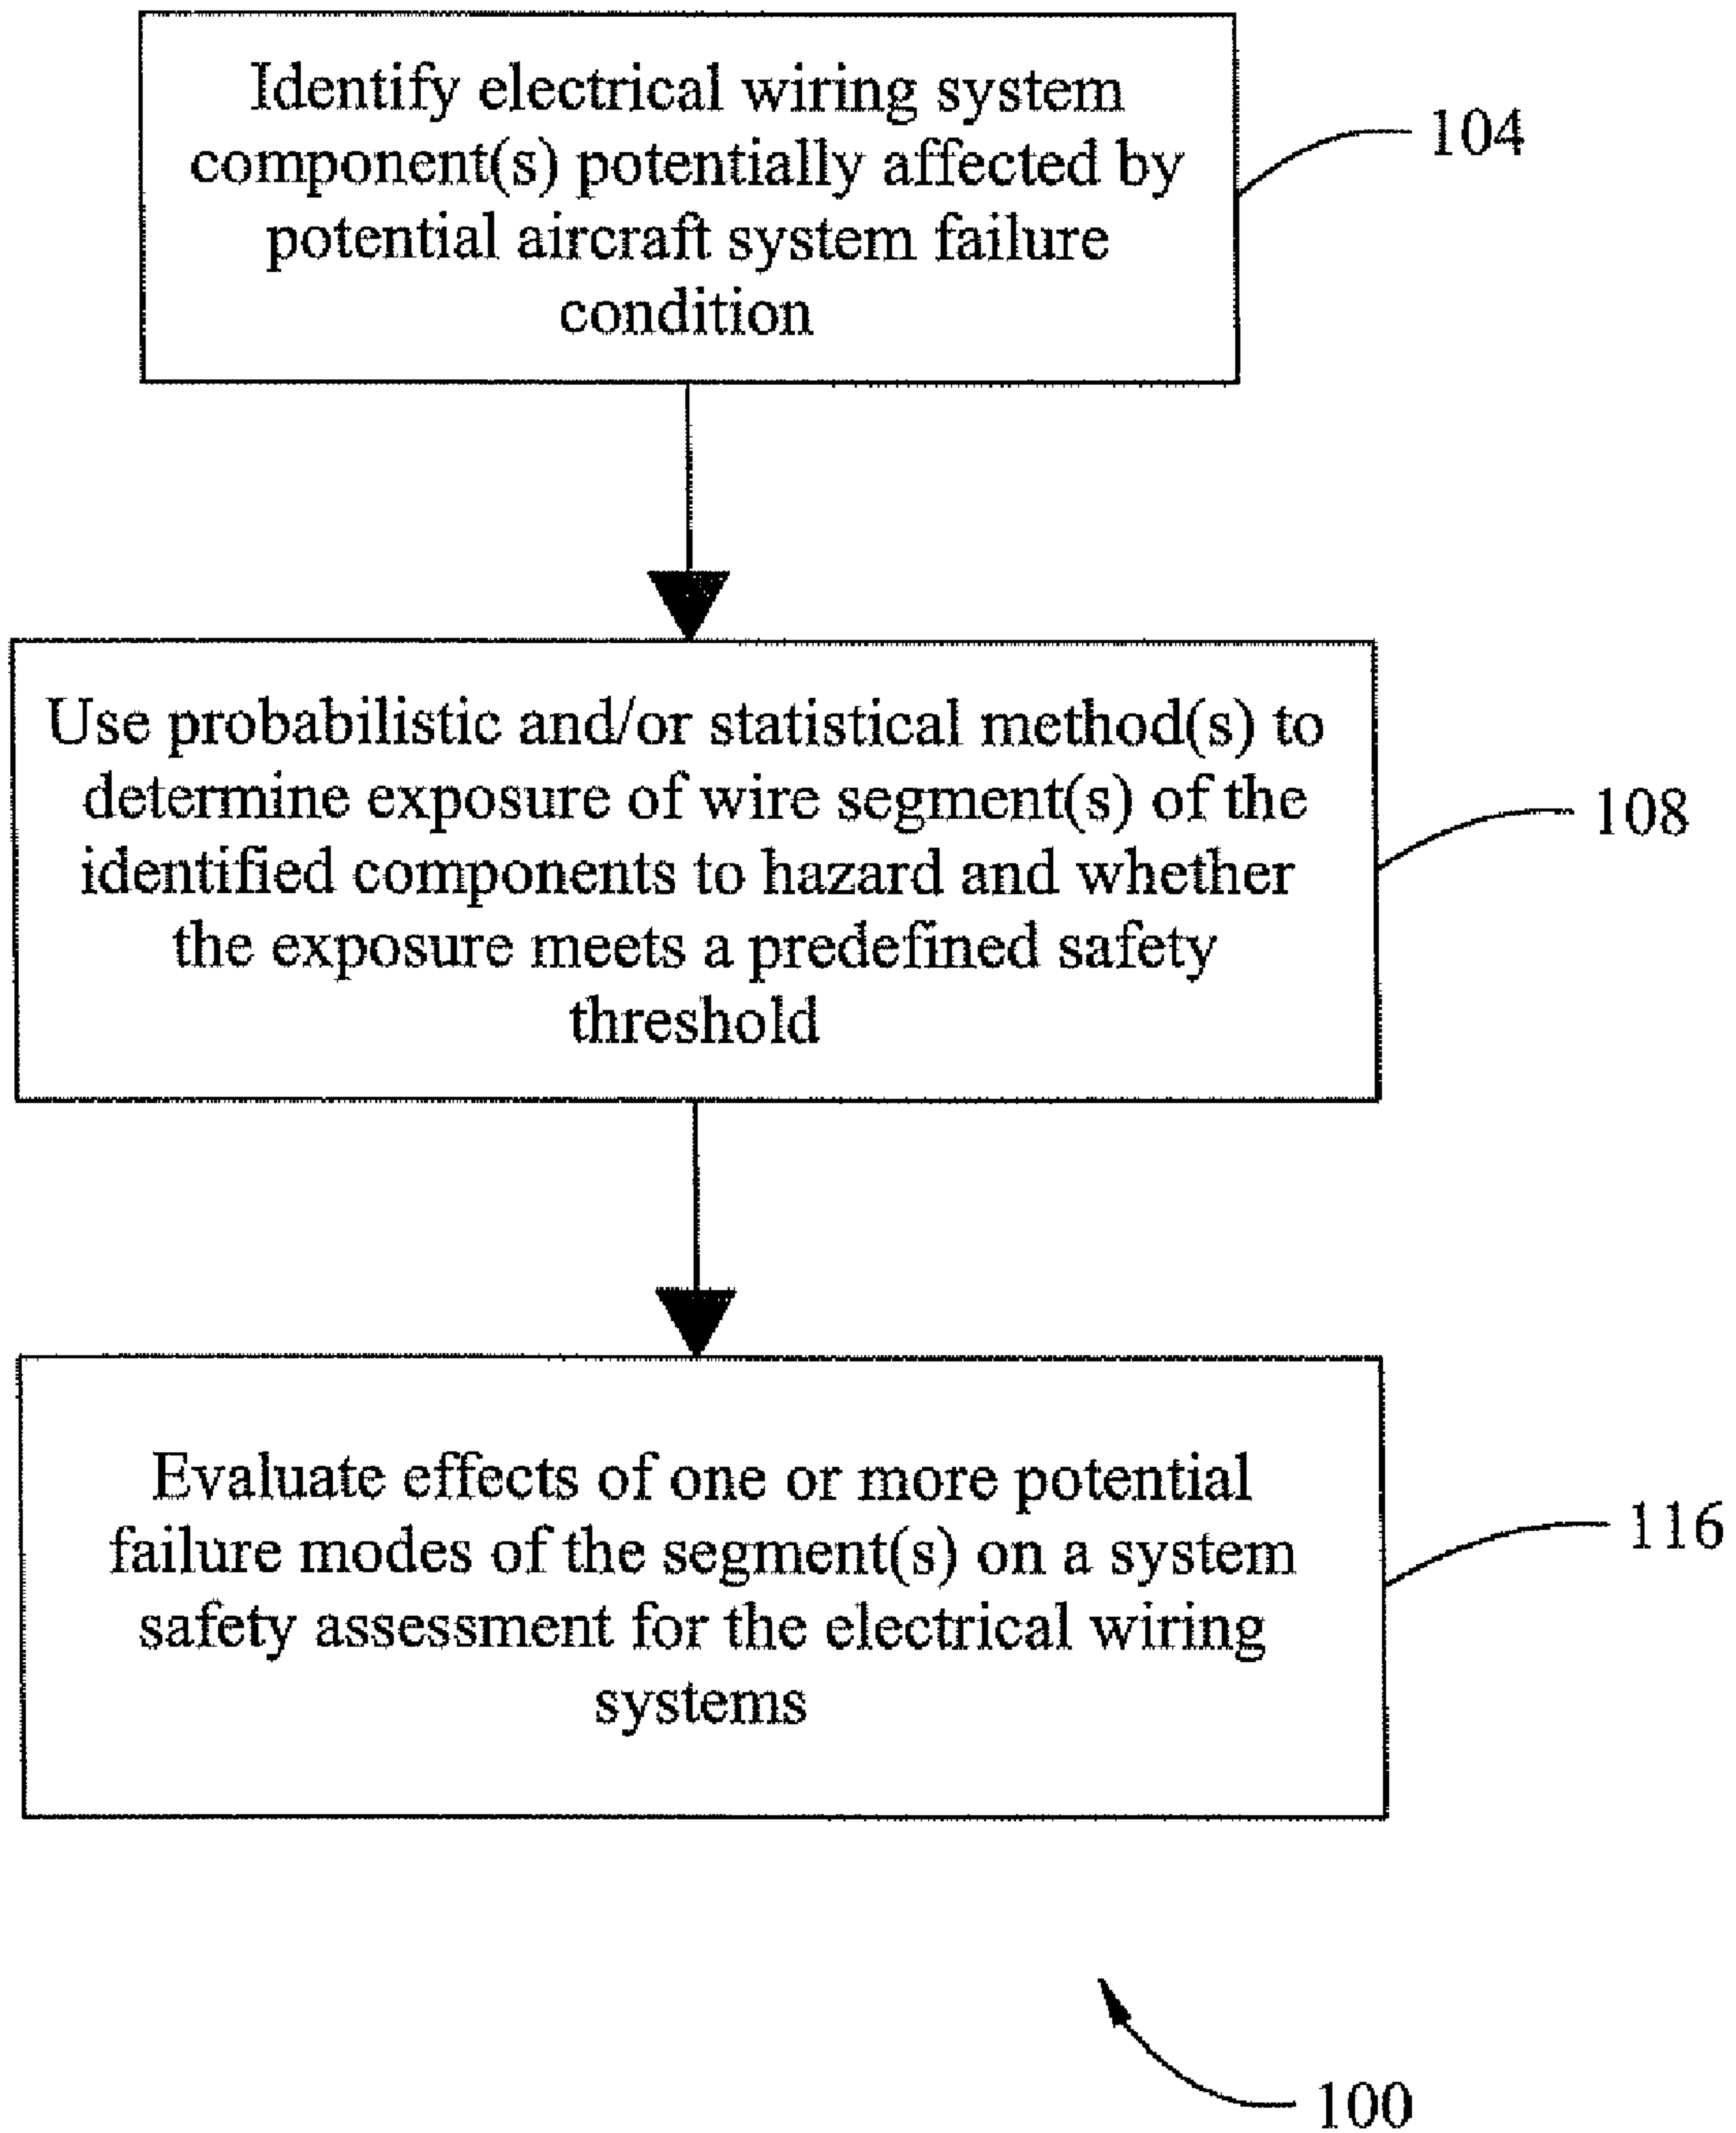 Identify electrical wiring system
component(s) potentially affected by
potential aircraft system failure
condition
104
Use probabilistic and/or statistical method(s) to
determine exposure of wire segment(s) of the
identified components to hazard and whether
the exposure meets a predefined safety
threshold
108
Evaluate effects of one or more potential
failure modes of the segment(s) on a system
safety assessment for the electrical wiring
systems
116
100